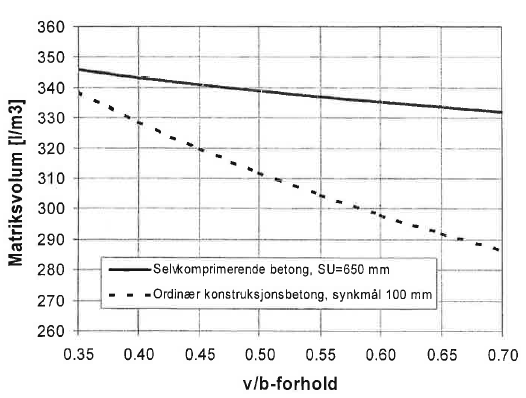 360
350
340
330
320
310
300
290
280
270
260
Matriksvolum [l/m3]
Selvkomprimerende betong, SU=650 mm
Ordinær konstruksjonsbetong, synkmål 100 mm
0.35 0.40 0.45 0.50 0.55 0.60 0.65 0.70
v/b-forhold